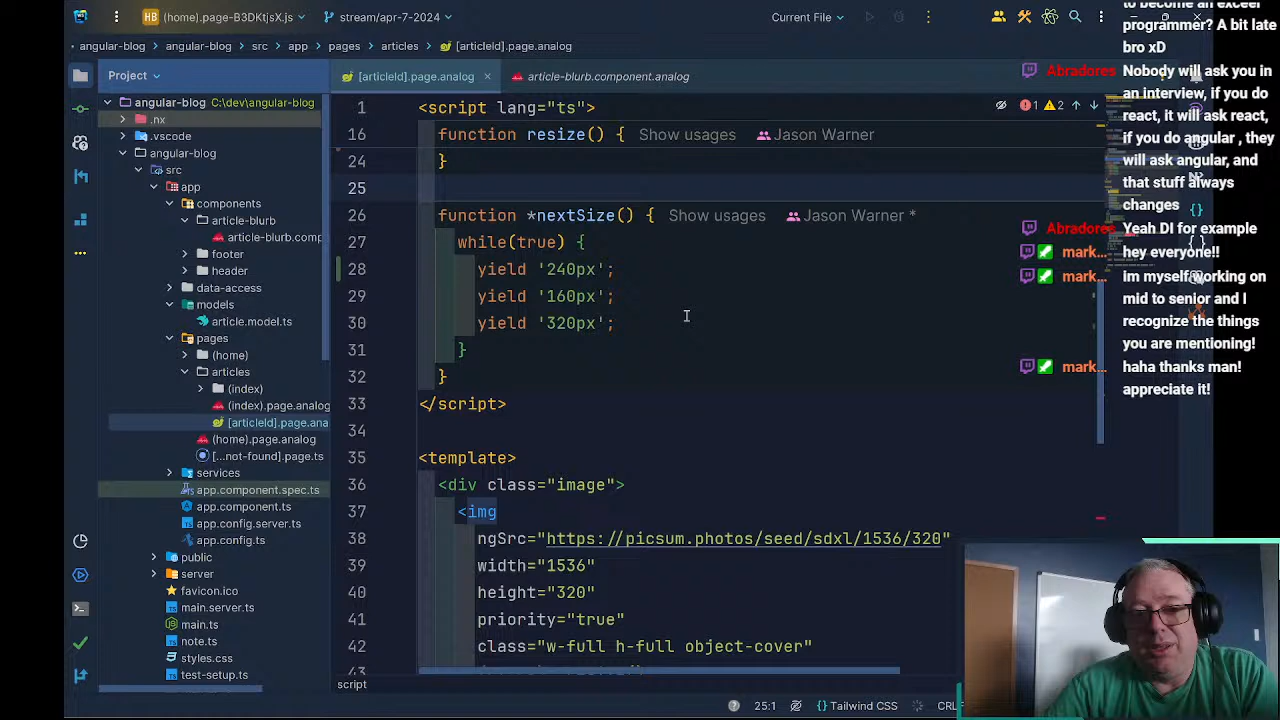 HB (home).page-B3DKtjsX.js
stream/apr-7-2024
Current File
angular-blog
angular-blog
src
app
pages
articles
[articleId].page.analog
Project
[articleId].page.analog
article-blurb.component.analog
angular-blog C:\dev\angular-blog
.nx
.vscode
angular-blog
src
app
components
article-blurb
article-blurb.comp
footer
header
data-access
models
article.model.ts
pages
(home)
articles
(index)
(index).page.analog
[articleId].page.ana
(home).page.analog
[...not-found].page.ts
services
app.component.spec.ts
app.component.ts
app.config.server.ts
app.config.ts
public
server
favicon.ico
main.server.ts
main.ts
note.ts
styles.css
test-setup.ts
1 <script lang="ts">
16 function resize() { Show usages Jason Warner
24 }
25
26 function *nextSize() { Show usages Jason Warner *
27 while(true) {
28 yield '240px';
29 yield '160px';
30 yield '320px';
31 }
32 }
33 </script>
34
35 <template>
36 <div class="image">
37 <img
38 ngSrc="https://picsum.photos/seed/sdxl/1536/320"
39 width="1536"
40 height="320"
41 priority="true"
42 class="w-full h-full object-cover"
43
1 2
script
25:1
Tailwind CSS
CRL
programmer? A bit late
bro xD
Abradores
Nobody will ask you in
an interview, if you do
react, it will ask react,
if you do angular , they
will ask angular, and
that stuff always
changes
Abradores
Yeah DI for example
mark...
hey everyone!!
mark...
im myself working on
mid to senior and I
recognize the things
you are mentioning!
mark...
haha thanks man!
appreciate it!